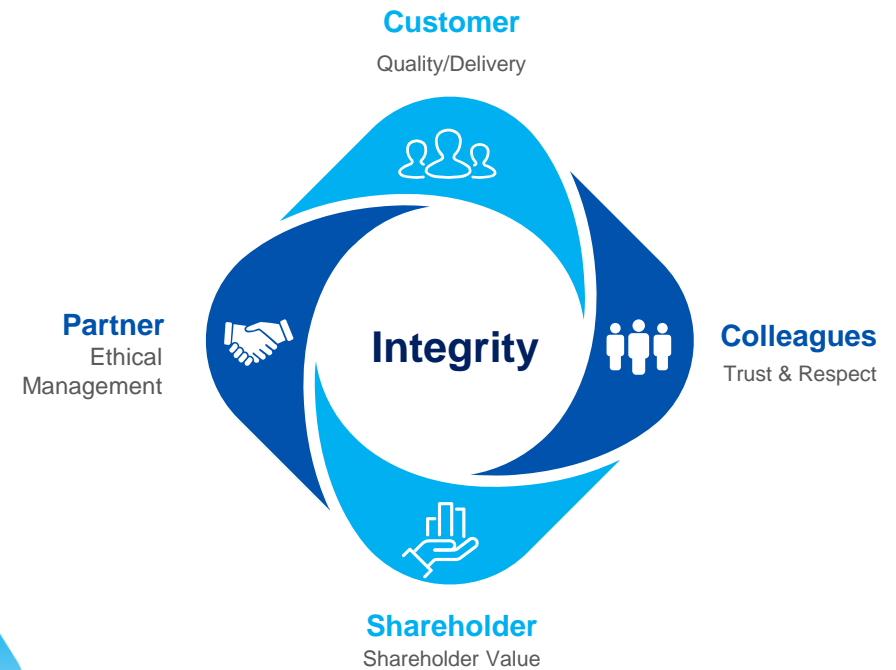 Customer
Quality/Delivery
Partner
Ethical
Management
Integrity
Colleagues
Trust & Respect
Shareholder
Shareholder Value